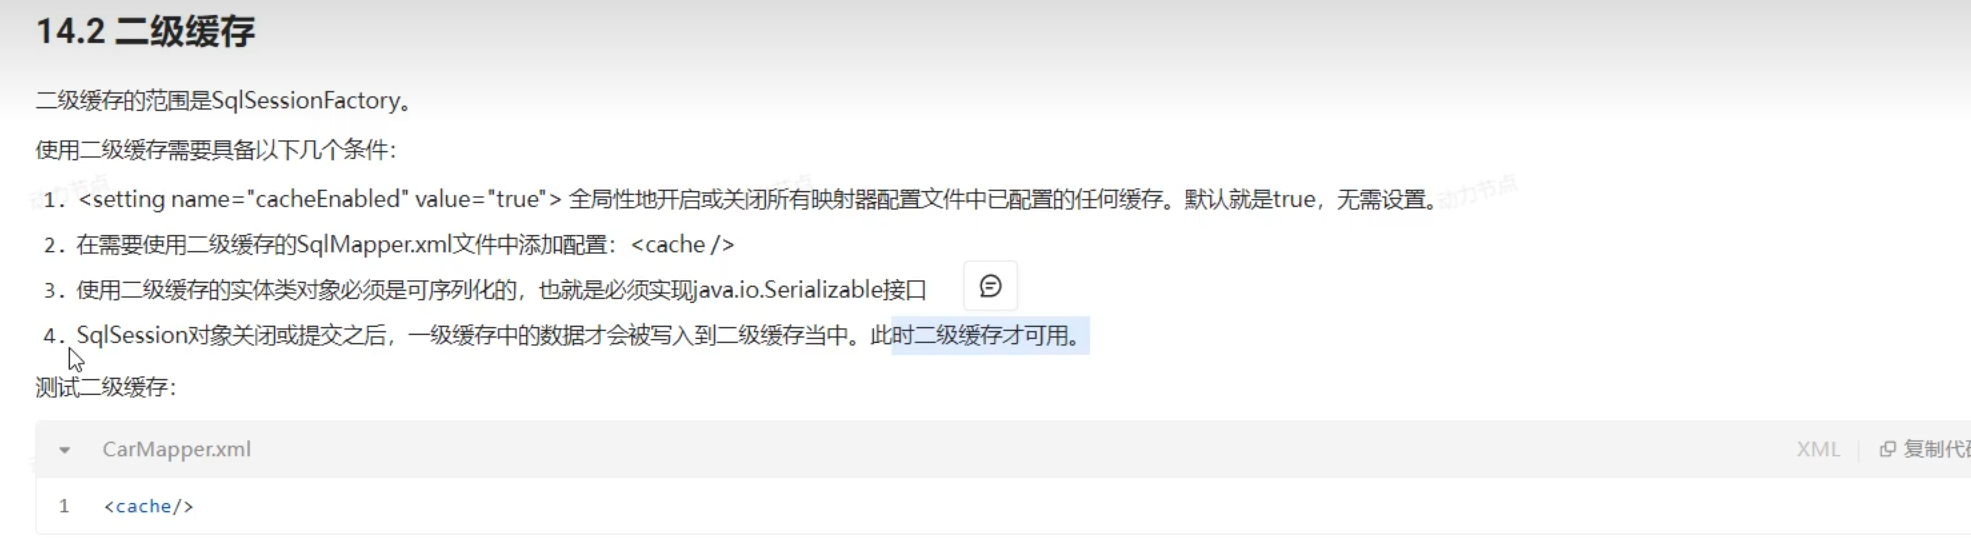 14.2 二级缓存
二级缓存的范围是SqlSessionFactory。
使用二级缓存需要具备以下几个条件：
1. <setting name="cacheEnabled" value="true"> 全局性地开启或关闭所有映射器配置文件中已配置的任何缓存。默认就是true，无需设置。
2. 在需要使用二级缓存的SqlMapper.xml文件中添加配置：<cache />
3. 使用二级缓存的实体类对象必须是可序列化的，也就是必须实现java.io.Serializable接口
4. SqlSession对象关闭或提交之后，一级缓存中的数据才会被写入到二级缓存当中。此时二级缓存才可用。
测试二级缓存：
CarMapper.xml XML 复制代
1 <cache/>
动力节点
动力节点